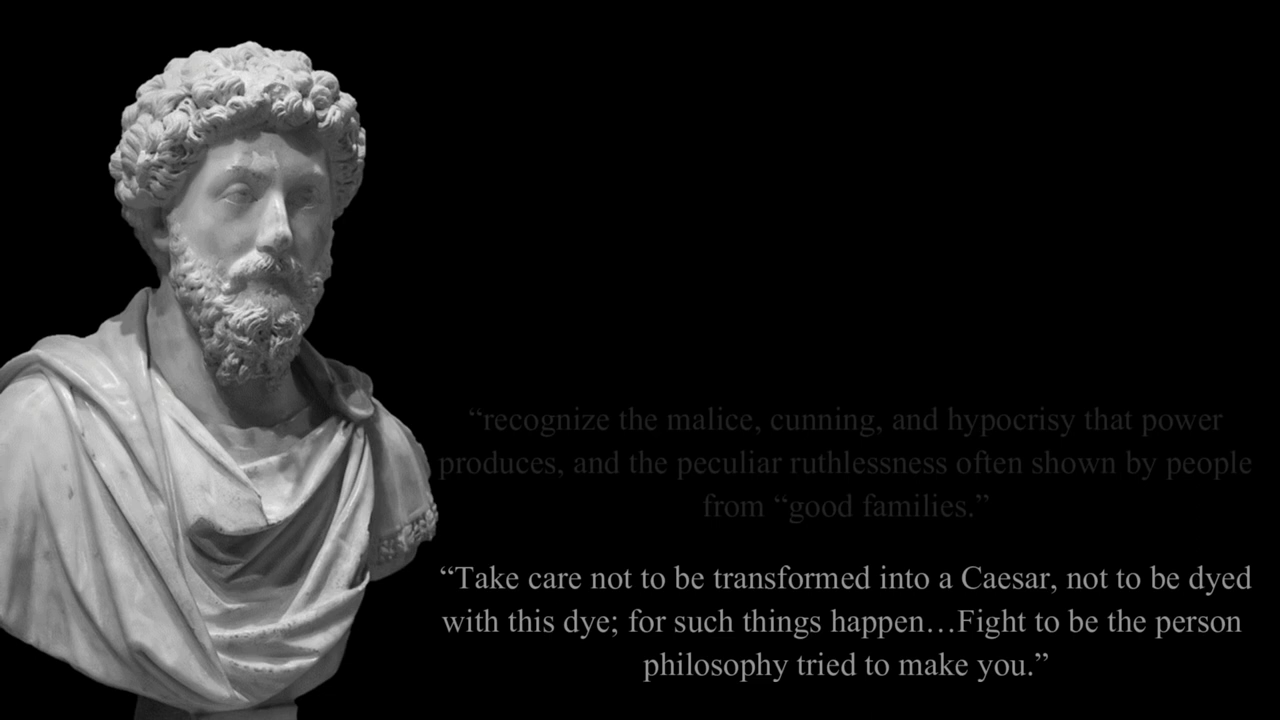 “recognize the malice, cunning, and hypocrisy that power
produces, and the peculiar ruthlessness often shown by people
from “good families.”
“Take care not to be transformed into a Caesar, not to be dyed
with this dye; for such things happen…Fight to be the person
philosophy tried to make you.”